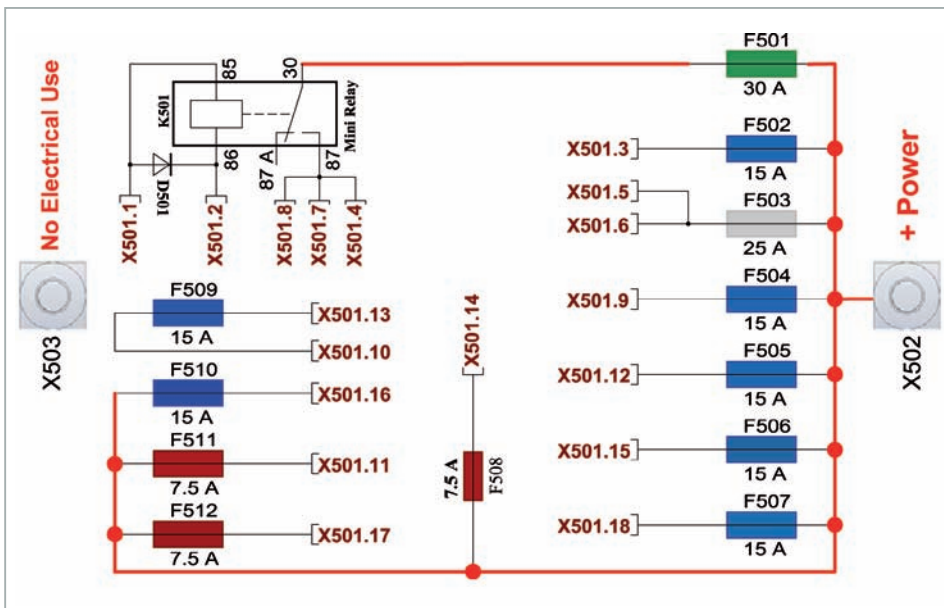 No Electrical Use
X503
K501
85
30
Mini Relay
86
87 A
87
D501
X501.1
X501.2
X501.8
X501.7
X501.4
F501
30 A
X501.3
F502
15 A
X501.5
X501.6
F503
25 A
X501.9
F504
15 A
X501.12
F505
15 A
X501.15
F506
15 A
X501.18
F507
15 A
+ Power
X502
F509
15 A
X501.13
X501.10
F510
15 A
X501.16
F511
7.5 A
X501.11
F512
7.5 A
X501.17
X501.14
7.5 A
F508